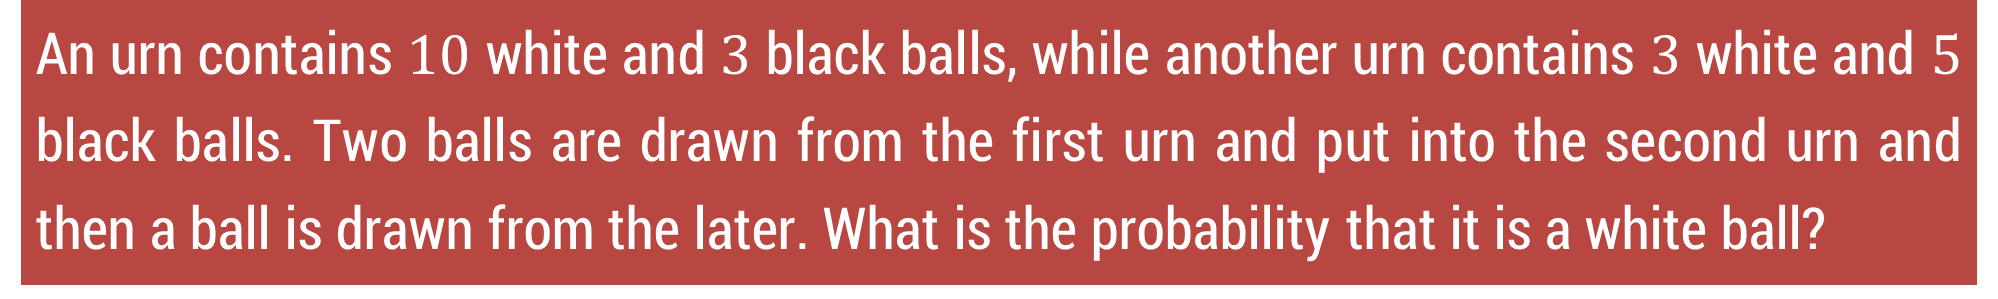 An urn contains 10 white and 3 black balls, while another urn contains 3 white and 5
black balls. Two balls are drawn from the first urn and put into the second urn and
then a ball is drawn from the later. What is the probability that it is a white ball?